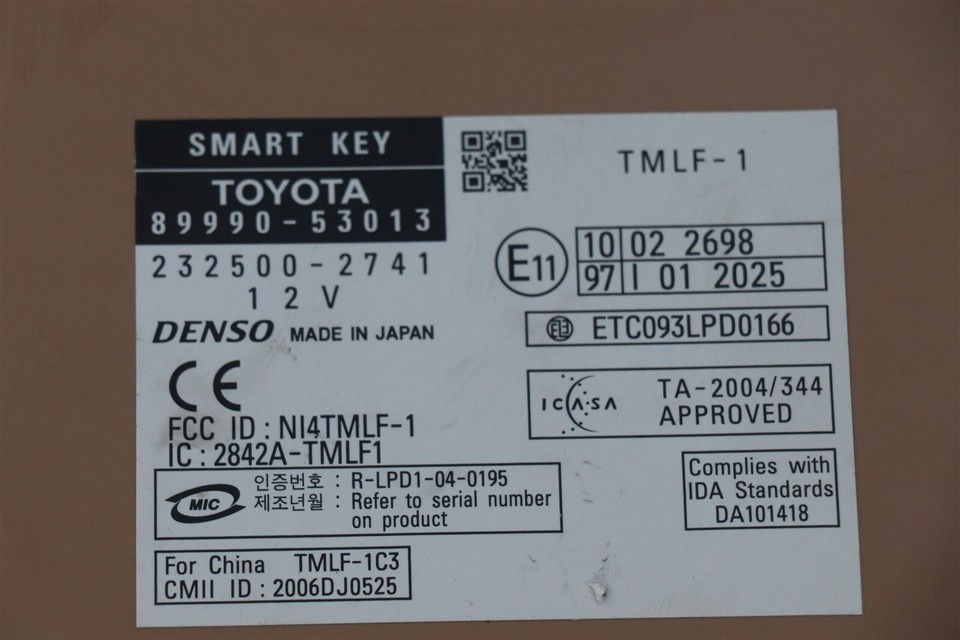 SMART KEY
TOYOTA
89990-53013
232500-2741
12V
DENSO MADE IN JAPAN
CE
FCC ID : NI4TMLF-1
IC : 2842A-TMLF1
MIC
인증번호 : R-LPD1-04-0195
제조년월 : Refer to serial number
on product
For China TMLF-1C3
CMII ID : 2006DJ0525
TMLF-1
E11
10 02 2698
97 I 01 2025
ETC093LPD0166
ICASA
TA-2004/344
APPROVED
Complies with
IDA Standards
DA101418